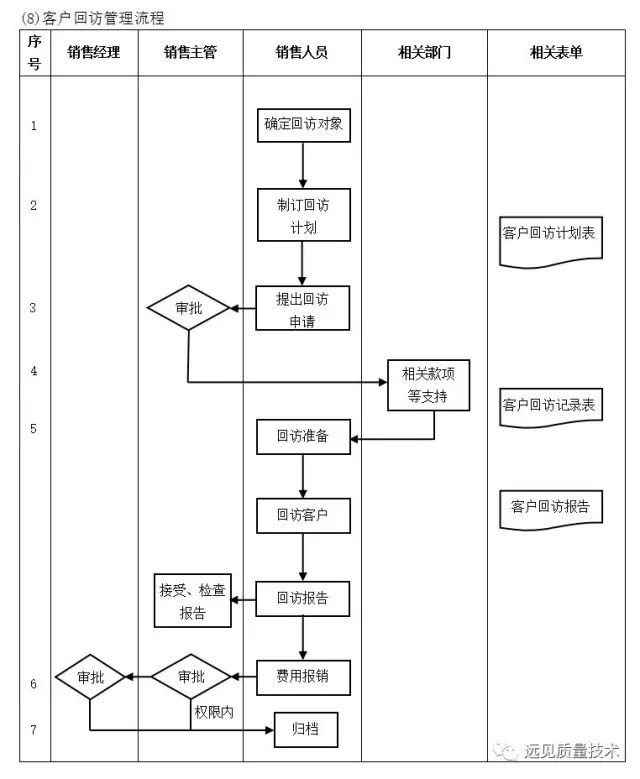 (8)客户回访管理流程
序号 销售经理 销售主管 销售人员 相关部门 相关表单
1
确定回访对象
2
制订回访
计划
客户回访计划表
3
审批
提出回访
申请
4
相关款项
等支持
客户回访记录表
5
回访准备
回访客户
客户回访报告
接受、检查
报告
回访报告
6
审批
审批
费用报销
权限内
7
归档
远见质量技术